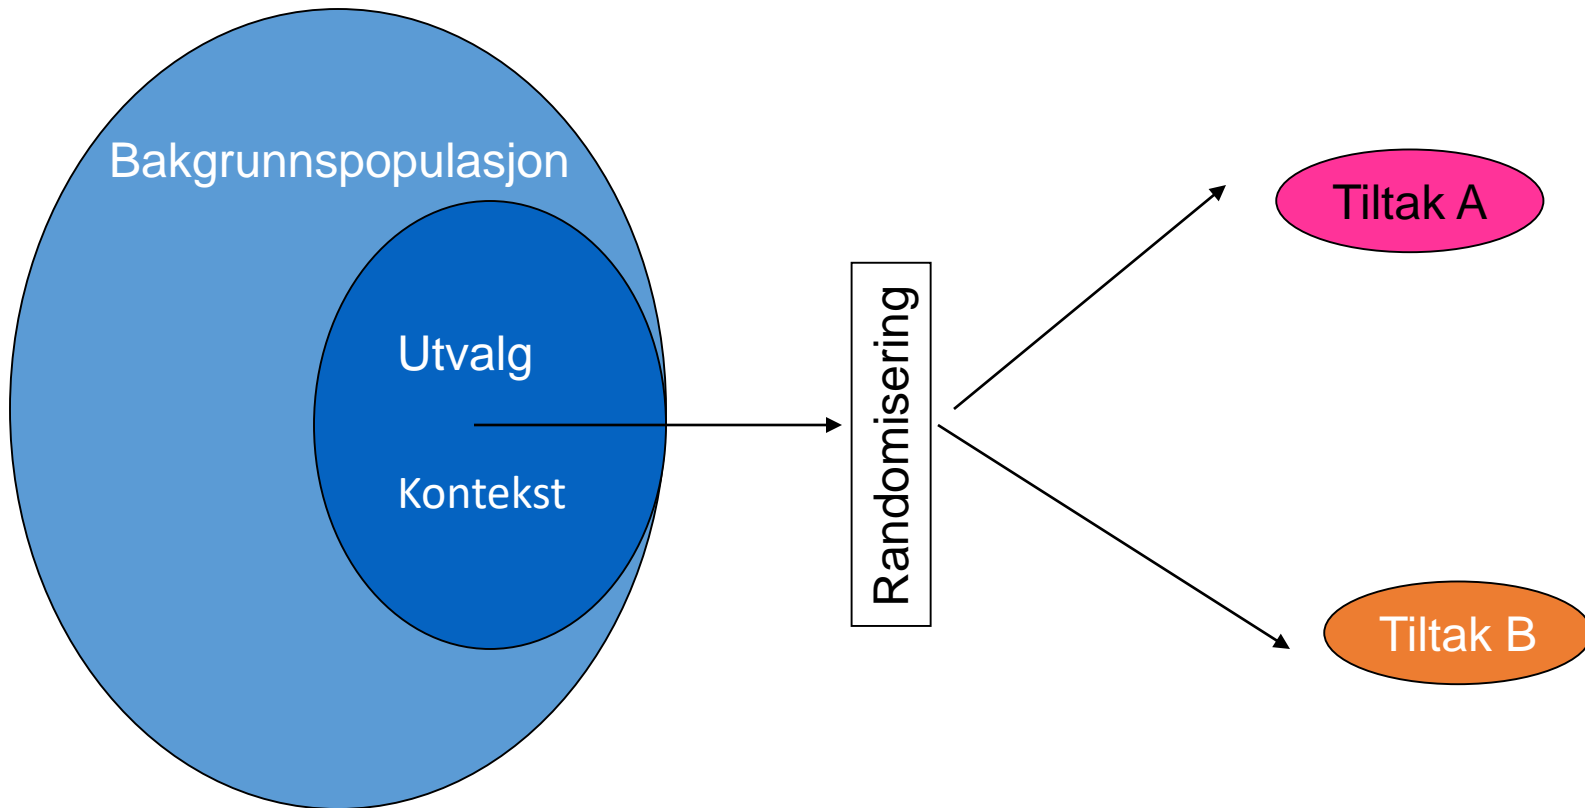 Bakgrunnspopulasjon
Utvalg
Kontekst
Randomisering
Tiltak A
Tiltak B